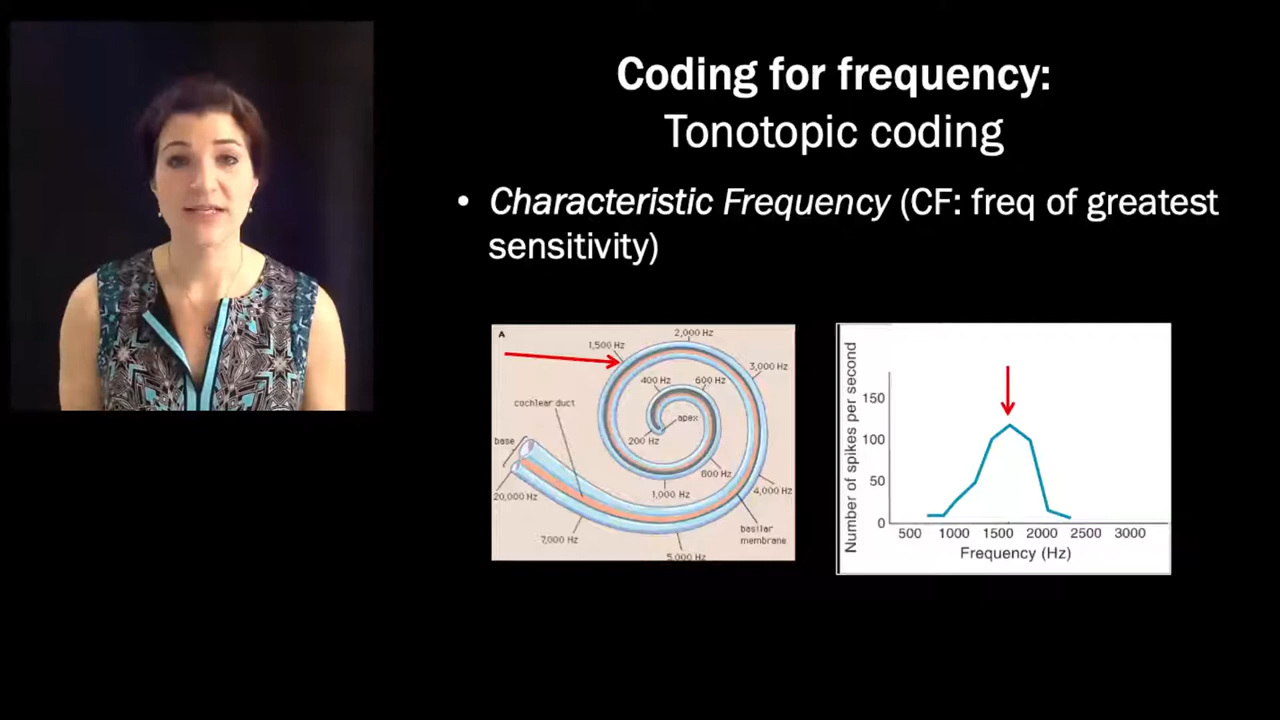 Coding for frequency:
Tonotopic coding
• Characteristic Frequency (CF: freq of greatest
sensitivity)
A
2,000 Hz
1,500 Hz
3,000 Hz
400 Hz
600 Hz
cochlear duct
apex
200 Hz
base
800 Hz
20,000 Hz
1,000 Hz
4,000 Hz
basilar
membrane
7,000 Hz
5,000 Hz
Number of spikes per second
150
100
50
0
500 1000 1500 2000 2500 3000
Frequency (Hz)